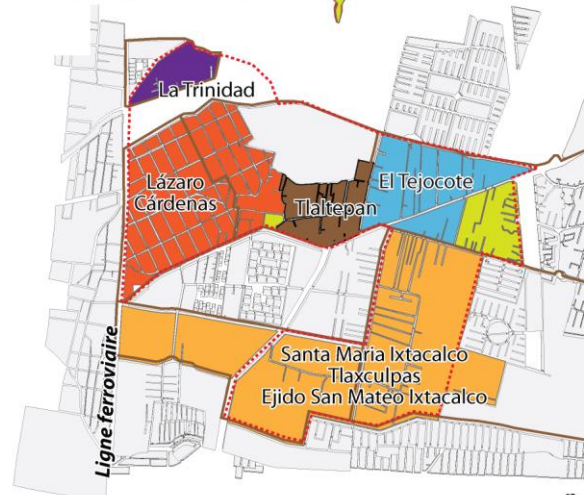 La Trinidad
Lázaro
Cárdenas
Tlaltepan
El Tejocote
Santa Maria Ixtacalco
Tlaxculpas
Ejido San Mateo Ixtacalco
Ligne ferroviaire